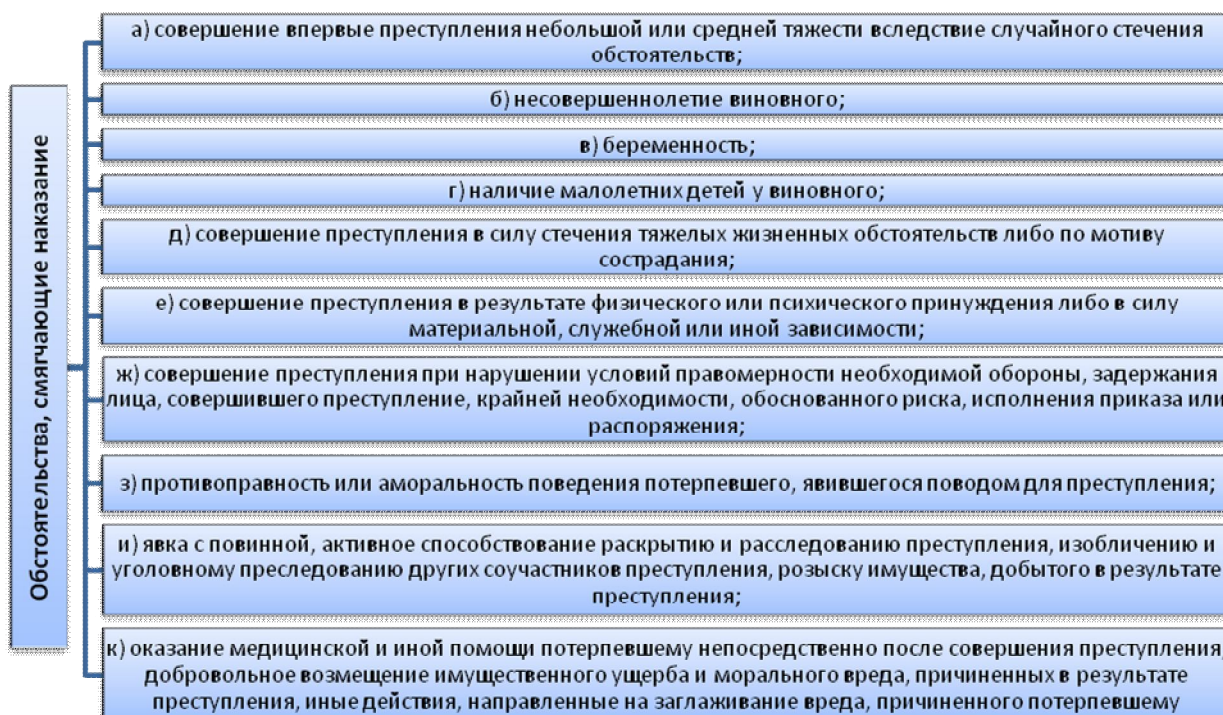 Обстоятельства, смягчающие наказание
а) совершение впервые преступления небольшой или средней тяжести вследствие случайного стечения
обстоятельств;
б) несовершеннолетие виновного;
в) беременность;
г) наличие малолетних детей у виновного;
д) совершение преступления в силу стечения тяжелых жизненных обстоятельств либо по мотиву
сострадания;
е) совершение преступления в результате физического или психического принуждения либо в силу
материальной, служебной или иной зависимости;
ж) совершение преступления при нарушении условий правомерности необходимой обороны, задержания
лица, совершившего преступление, крайней необходимости, обоснованного риска, исполнения приказа или
распоряжения;
з) противоправность или аморальность поведения потерпевшего, явившегося поводом для преступления;
и) явка с повинной, активное способствование раскрытию и расследованию преступления, изобличению и
уголовному преследованию других соучастников преступления, розыску имущества, добытого в результате
преступления;
к) оказание медицинской и иной помощи потерпевшему непосредственно после совершения преступления,
добровольное возмещение имущественного ущерба и морального вреда, причиненных в результате
преступления, иные действия, направленные на заглаживание вреда, причиненного потерпевшему